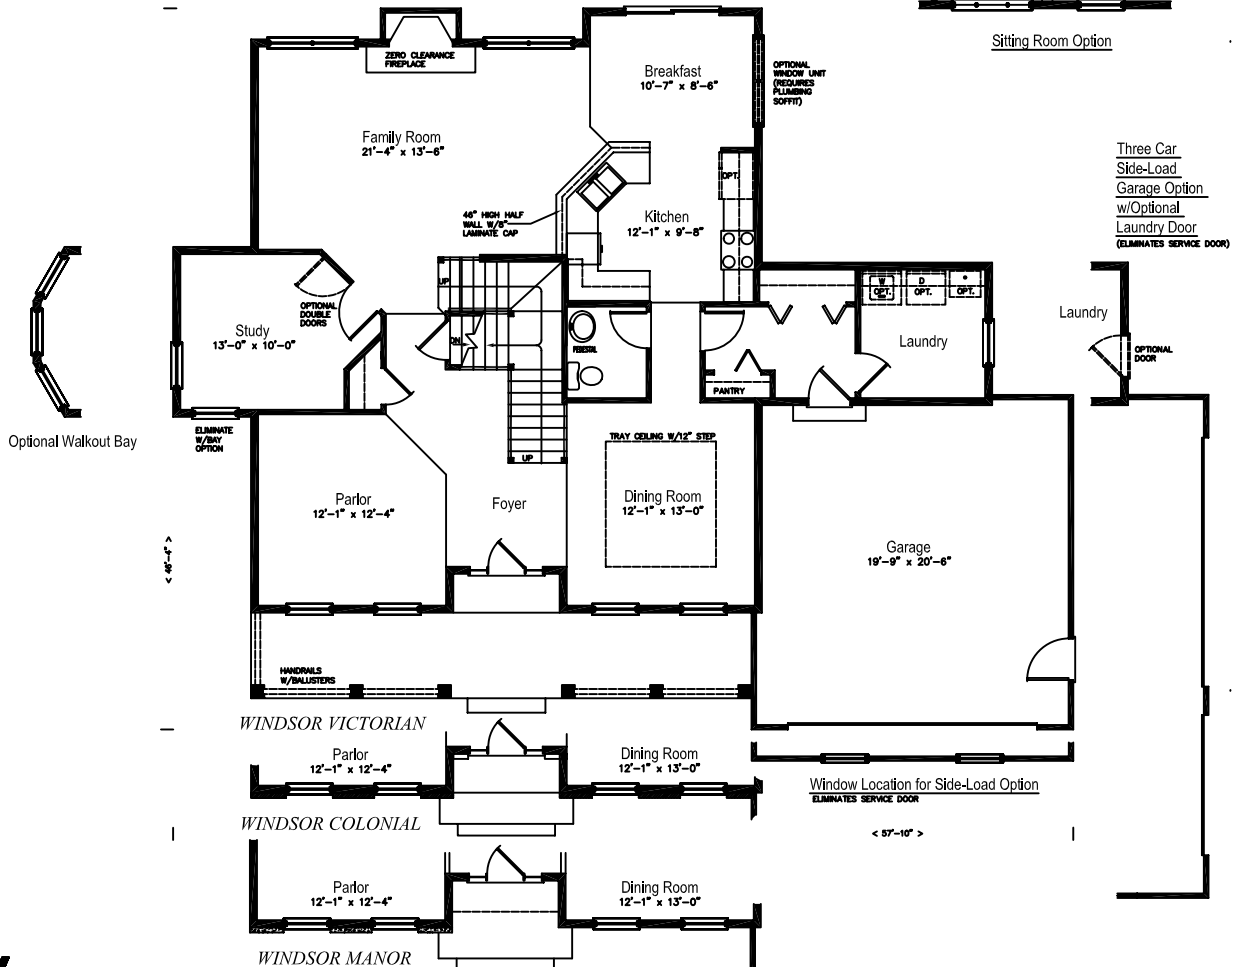 Sitting Room Option
ZERO CLEARANCE
FIREPLACE
Breakfast
10'-7" x 8'-6"
OPTIONAL
WINDOW UNIT
(REQUIRES
PLUMBING
SOFFIT)
Family Room
21'-4" x 13'-6"
Three Car
Side-Load
Garage Option
w/Optional
Laundry Door
(ELIMINATES SERVICE DOOR)
OPT.
46" HIGH HALF
WALL W/8"
LAMINATE CAP
Kitchen
12'-1" x 9'-8"
UP
W
OPT.
D
OPT.
OPT.
OPTIONAL
DOUBLE
DOORS
Study
13'-0" x 10'-0"
DN
PEDESTAL
Laundry
Laundry
OPTIONAL
DOOR
PANTRY
Optional Walkout Bay
ELIMINATE
W/BAY
OPTION
UP
TRAY CEILING W/12" STEP
Parlor
12'-1" x 12'-4"
Foyer
Dining Room
12'-1" x 13'-0"
< 46'-4" >
Garage
19'-9" x 20'-6"
HANDRAILS
W/BALUSTERS
WINDSOR VICTORIAN
Parlor
12'-1" x 12'-4"
Dining Room
12'-1" x 13'-0"
Window Location for Side-Load Option
ELIMINATES SERVICE DOOR
WINDSOR COLONIAL
< 57'-10" >
Parlor
12'-1" x 12'-4"
Dining Room
12'-1" x 13'-0"
WINDSOR MANOR